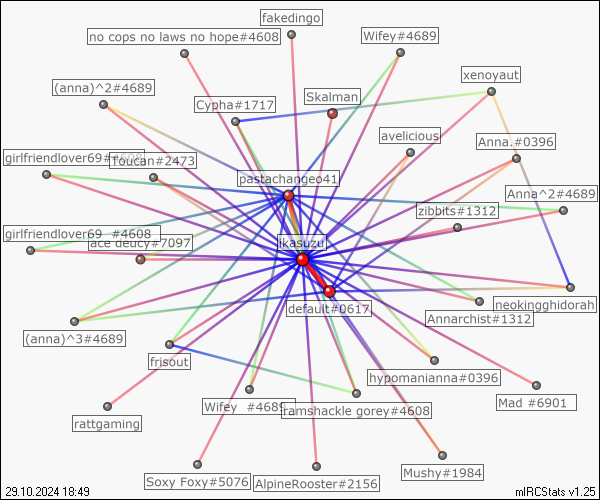 fakedingo
no cops no laws no hope#4608
Wifey#4689
xenoyaut
(anna)^2#4689
Cypha#1717
Skalman
avelicious
Anna.#0396
girlfriendlover69#4608
Toucan#2473
pastachangeo41
Anna^2#4689
zibbits#1312
girlfriendlover69 #4608
ace deucy#7097
ikasuzu
default#0617
neokingghidorah
Annarchist#1312
(anna)^3#4689
frisout
hypomanianna#0396
Wifey #4689
ramshackle gorey#4608
Mad #6901
rattgaming
Mushy#1984
Soxy Foxy#5076
AlpineRooster#2156
29.10.2024 18:49
mIRCStats v1.25